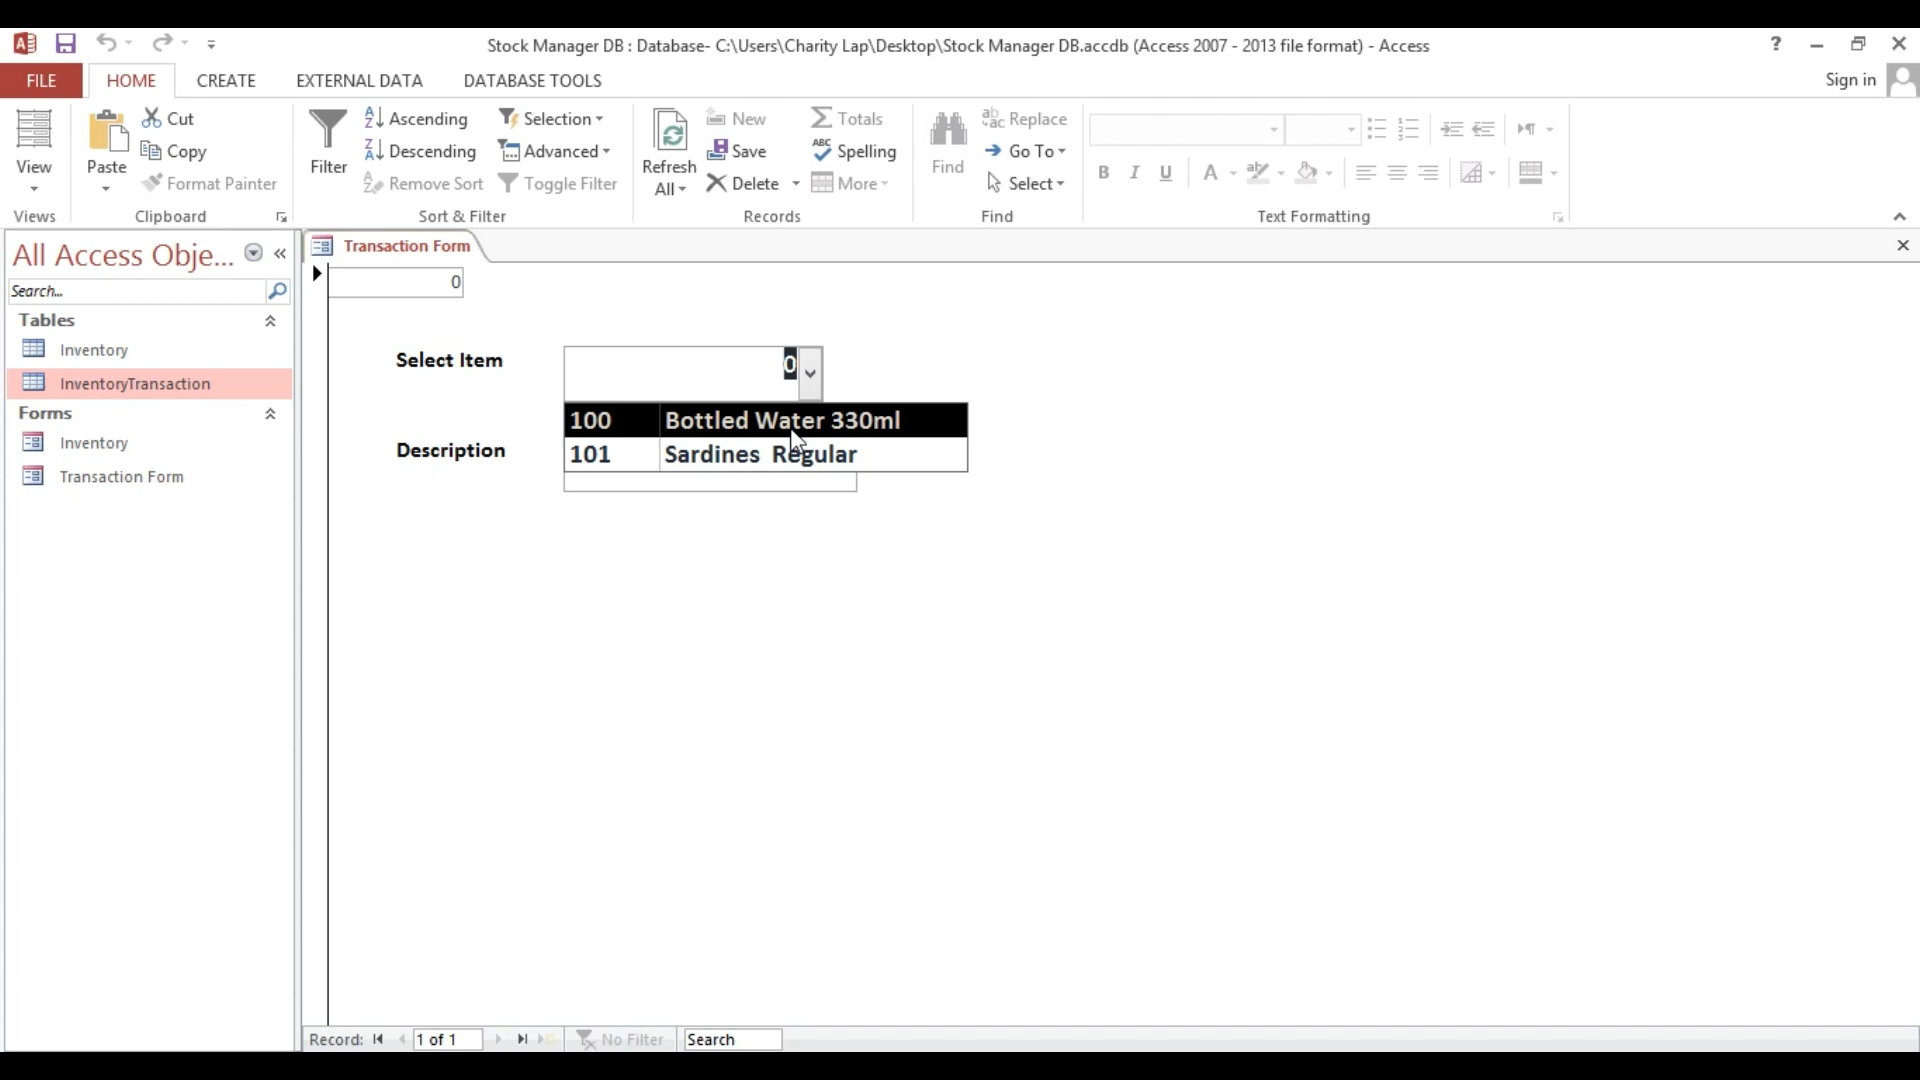 Stock Manager DB : Database- C:\Users\Charity Lap\Desktop\Stock Manager DB.accdb (Access 2007 - 2013 file format) - Access
?
FILE HOME CREATE EXTERNAL DATA DATABASE TOOLS
Sign in
View
Views
Paste
Cut
Copy
Format Painter
Clipboard
Filter
Ascending
Descending
Remove Sort
Selection
Advanced
Toggle Filter
Sort & Filter
Refresh
All
New
Save
Delete
Totals
Spelling
More
Records
Find
Replace
Go To
Select
Find
B I U A
Text Formatting
All Access Obje...
Search...
Tables
Inventory
InventoryTransaction
Forms
Inventory
Transaction Form
Transaction Form
0
Select Item
0
100 Bottled Water 330ml
101 Sardines Regular
Description
Record: 1 of 1 No Filter Search